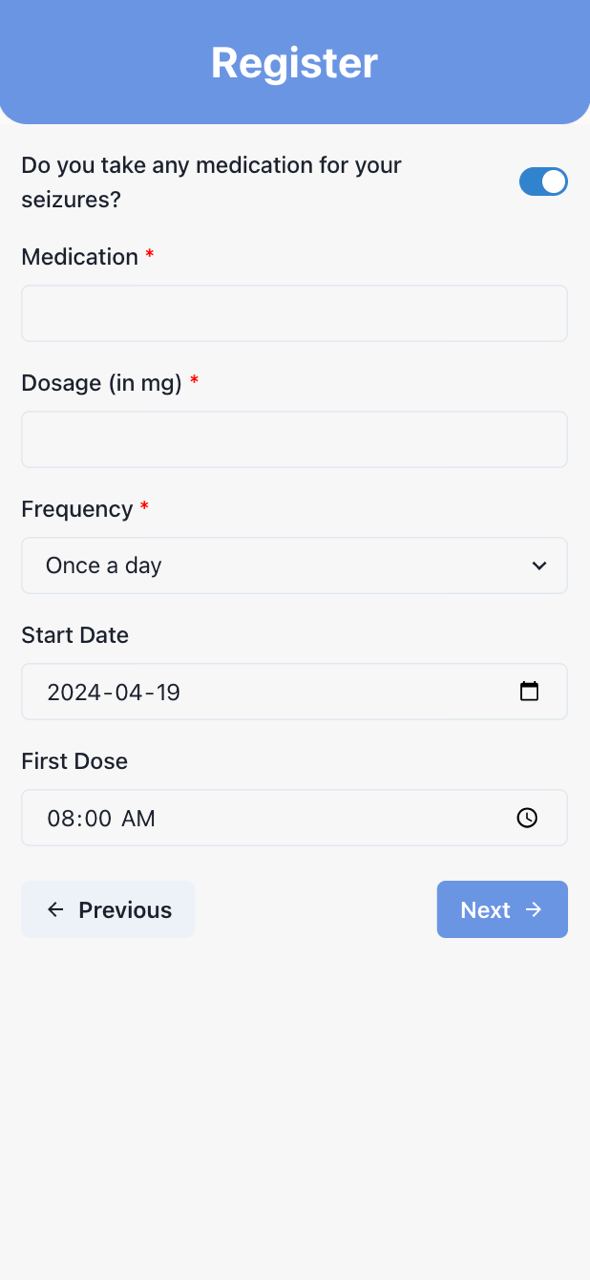 Register
Do you take any medication for your
seizures?
Medication *
Dosage (in mg) *
Frequency *
Once a day
Start Date
2024-04-19
First Dose
08:00 AM
← Previous
Next →